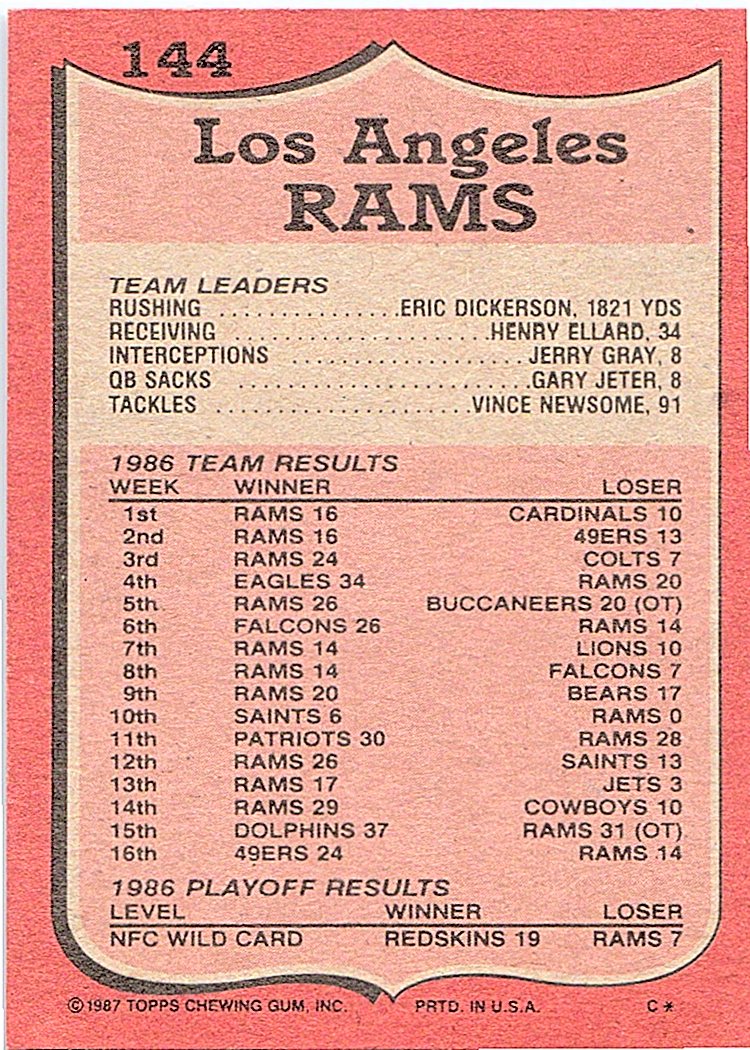 144
Los Angeles
RAMS
TEAM LEADERS
RUSHING ...............ERIC DICKERSON, 1821 YDS
RECEIVING ......................HENRY ELLARD, 34
INTERCEPTIONS ....................JERRY GRAY, 8
QB SACKS .........................GARY JETER, 8
TACKLES ......................VINCE NEWSOME, 91
1986 TEAM RESULTS
WEEK WINNER LOSER
1st RAMS 16 CARDINALS 10
2nd RAMS 16 49ERS 13
3rd RAMS 24 COLTS 7
4th EAGLES 34 RAMS 20
5th RAMS 26 BUCCANEERS 20 (OT)
6th FALCONS 26 RAMS 14
7th RAMS 14 LIONS 10
8th RAMS 14 FALCONS 7
9th RAMS 20 BEARS 17
10th SAINTS 6 RAMS 0
11th PATRIOTS 30 RAMS 28
12th RAMS 26 SAINTS 13
13th RAMS 17 JETS 3
14th RAMS 29 COWBOYS 10
15th DOLPHINS 37 RAMS 31 (OT)
16th 49ERS 24 RAMS 14
1986 PLAYOFF RESULTS
LEVEL WINNER LOSER
NFC WILD CARD REDSKINS 19 RAMS 7
©1987 TOPPS CHEWING GUM, INC. PRTD. IN U.S.A. C*